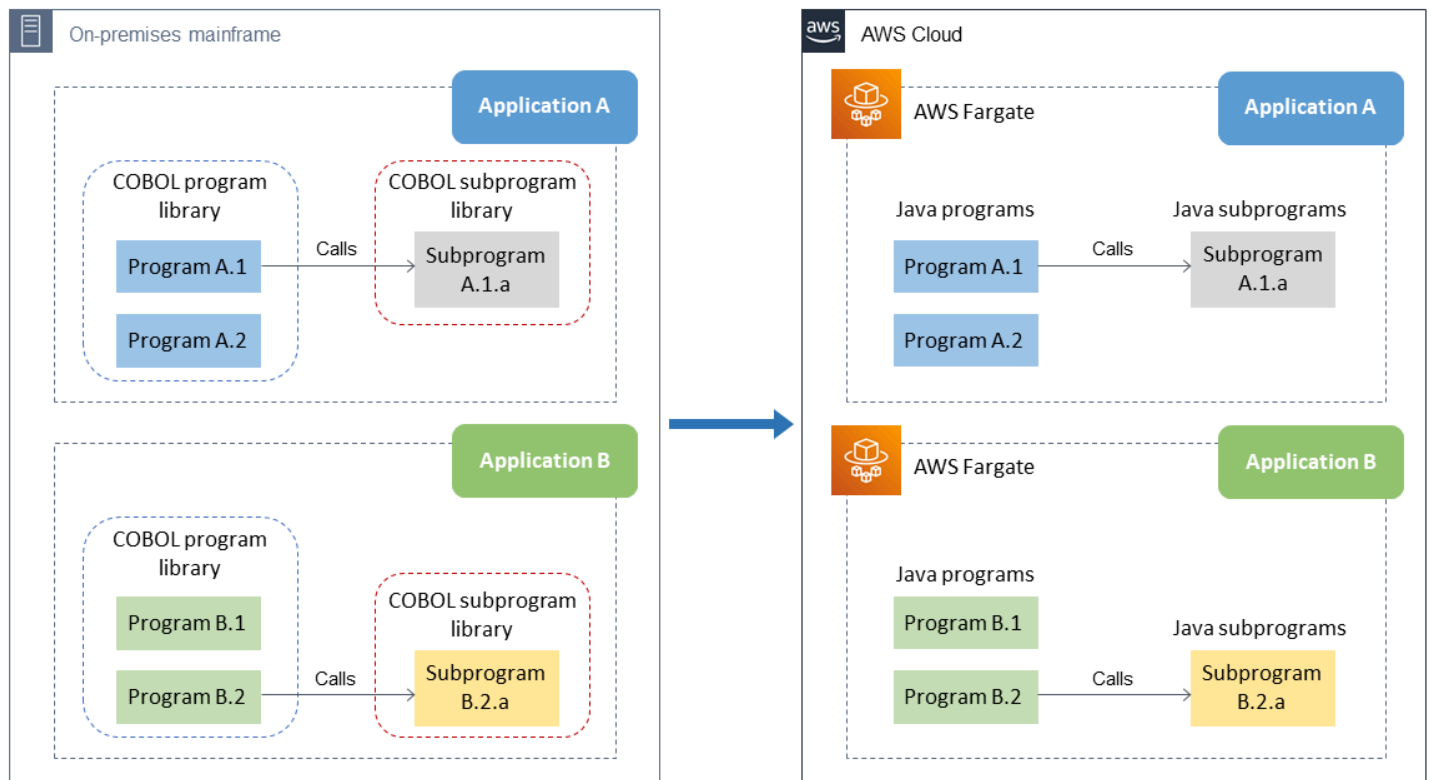 On-premises mainframe
Application A
COBOL program
library
COBOL subprogram
library
Program A.1
Calls
Subprogram
A.1.a
Program A.2
Application B
COBOL program
library
COBOL subprogram
library
Program B.1
Program B.2
Calls
Subprogram
B.2.a
aws
AWS Cloud
AWS Fargate
Application A
Java programs
Java subprograms
Program A.1
Calls
Subprogram
A.1.a
Program A.2
AWS Fargate
Application B
Java programs
Program B.1
Java subprograms
Program B.2
Calls
Subprogram
B.2.a